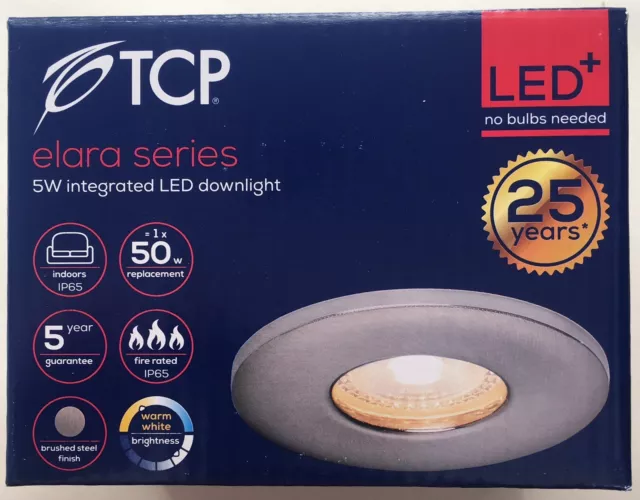 TCP®
LED+
no bulbs needed
elara series
5W integrated LED downlight
25
years*
indoors
IP65
= 1 x
50w
replacement
5 year
guarantee
fire rated
IP65
brushed steel
finish
warm
white
brightness